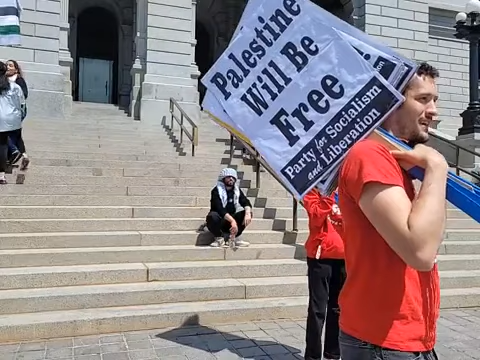 Palestine
Will Be
Free
Party for Socialism
and Liberation